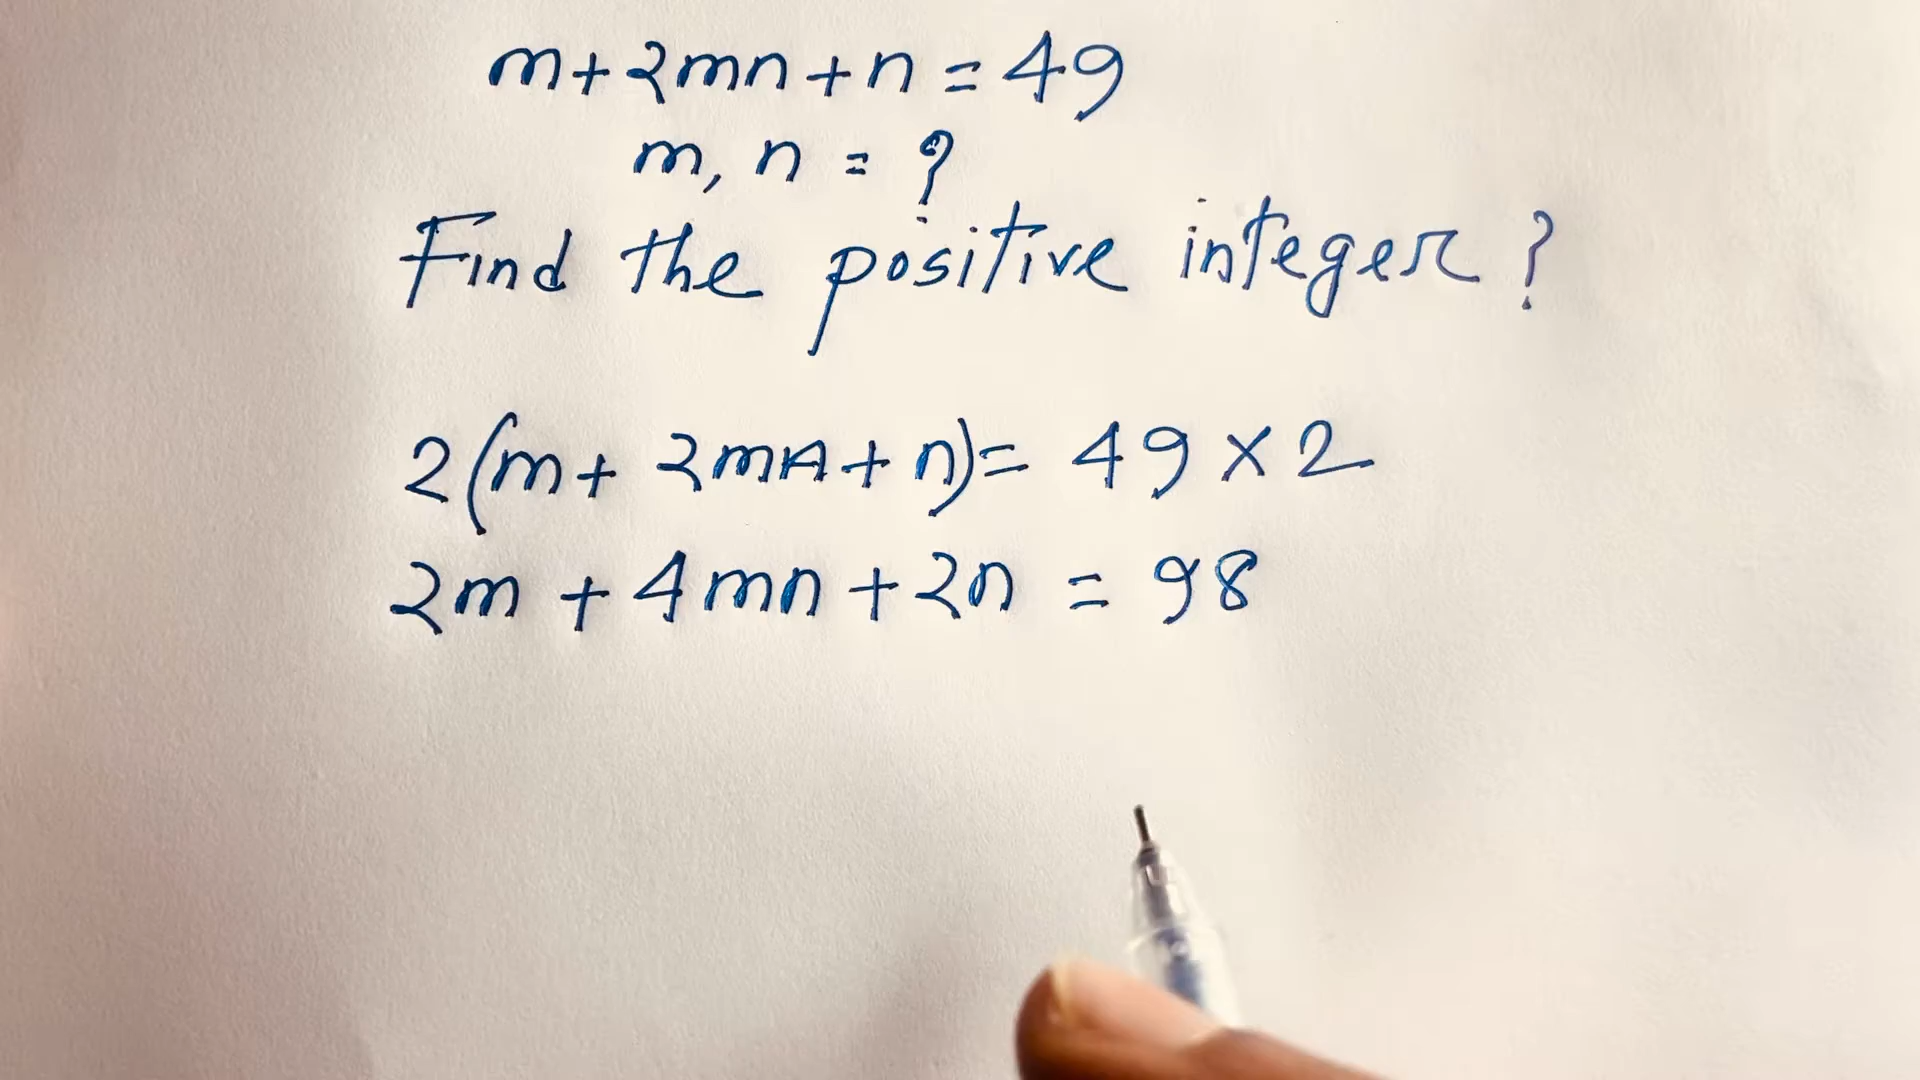 m+2mn+n=49
m, n = ?
Find the positive integer?
2(m+2mn+n)=49×2
2m+4mn+2n=98